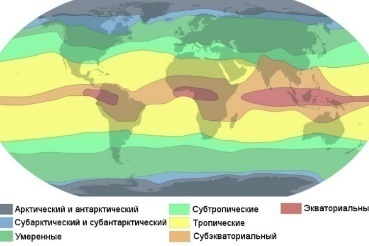 Арктический и антарктический
Субарктический и субантарктический
Умеренные
Субтропические
Тропические
Субэкваториальный
Экваториальны